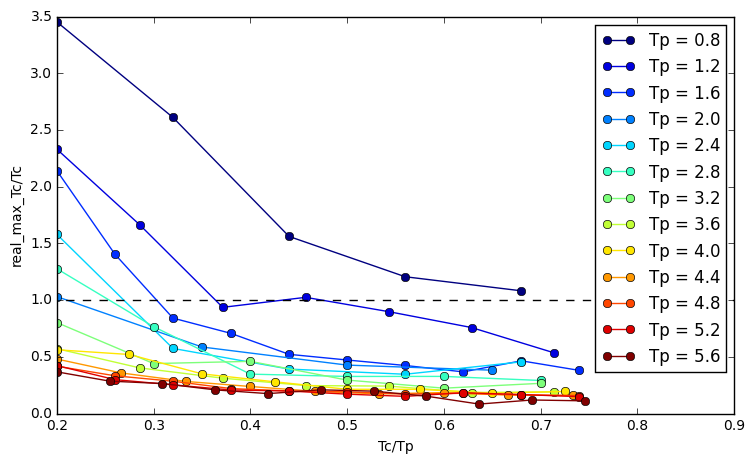 3.5
3.0
2.5
2.0
1.5
1.0
0.5
0.0
real_max_Tc/Tc
0.2 0.3 0.4 0.5 0.6 0.7 0.8 0.9
Tc/Tp
Tp = 0.8
Tp = 1.2
Tp = 1.6
Tp = 2.0
Tp = 2.4
Tp = 2.8
Tp = 3.2
Tp = 3.6
Tp = 4.0
Tp = 4.4
Tp = 4.8
Tp = 5.2
Tp = 5.6